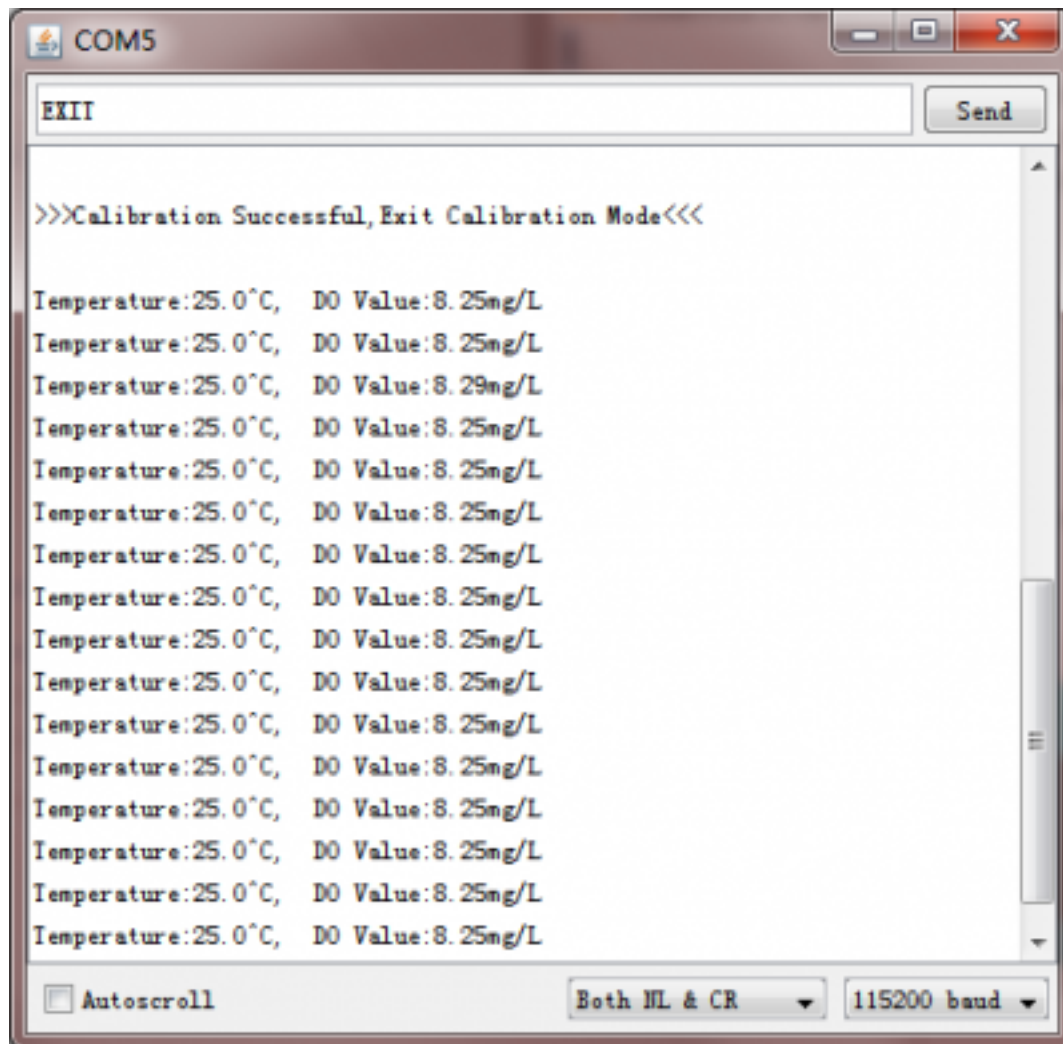 COM5
EXIT
Send
>>>Calibration Successful,Exit Calibration Mode<<<
Temperature:25.0^C,  DO Value:8.25mg/L
Temperature:25.0^C,  DO Value:8.25mg/L
Temperature:25.0^C,  DO Value:8.29mg/L
Temperature:25.0^C,  DO Value:8.25mg/L
Temperature:25.0^C,  DO Value:8.25mg/L
Temperature:25.0^C,  DO Value:8.25mg/L
Temperature:25.0^C,  DO Value:8.25mg/L
Temperature:25.0^C,  DO Value:8.25mg/L
Temperature:25.0^C,  DO Value:8.25mg/L
Temperature:25.0^C,  DO Value:8.25mg/L
Temperature:25.0^C,  DO Value:8.25mg/L
Temperature:25.0^C,  DO Value:8.25mg/L
Temperature:25.0^C,  DO Value:8.25mg/L
Temperature:25.0^C,  DO Value:8.25mg/L
Temperature:25.0^C,  DO Value:8.25mg/L
Temperature:25.0^C,  DO Value:8.25mg/L
Autoscroll
Both NL & CR
115200 baud